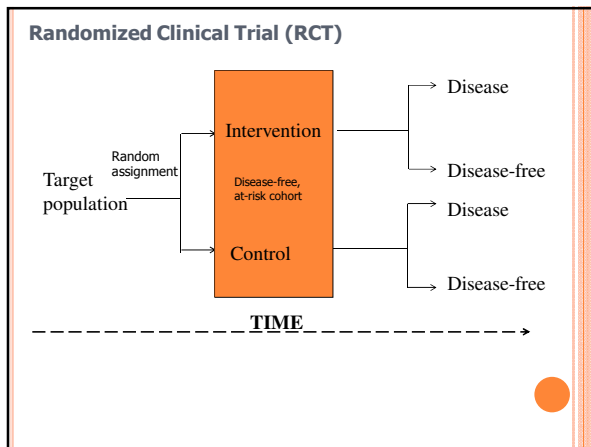 Randomized Clinical Trial (RCT)
Disease
Intervention
Random
assignment
Disease-free
Target
population
Disease-free,
at-risk cohort
Disease
Control
Disease-free
TIME